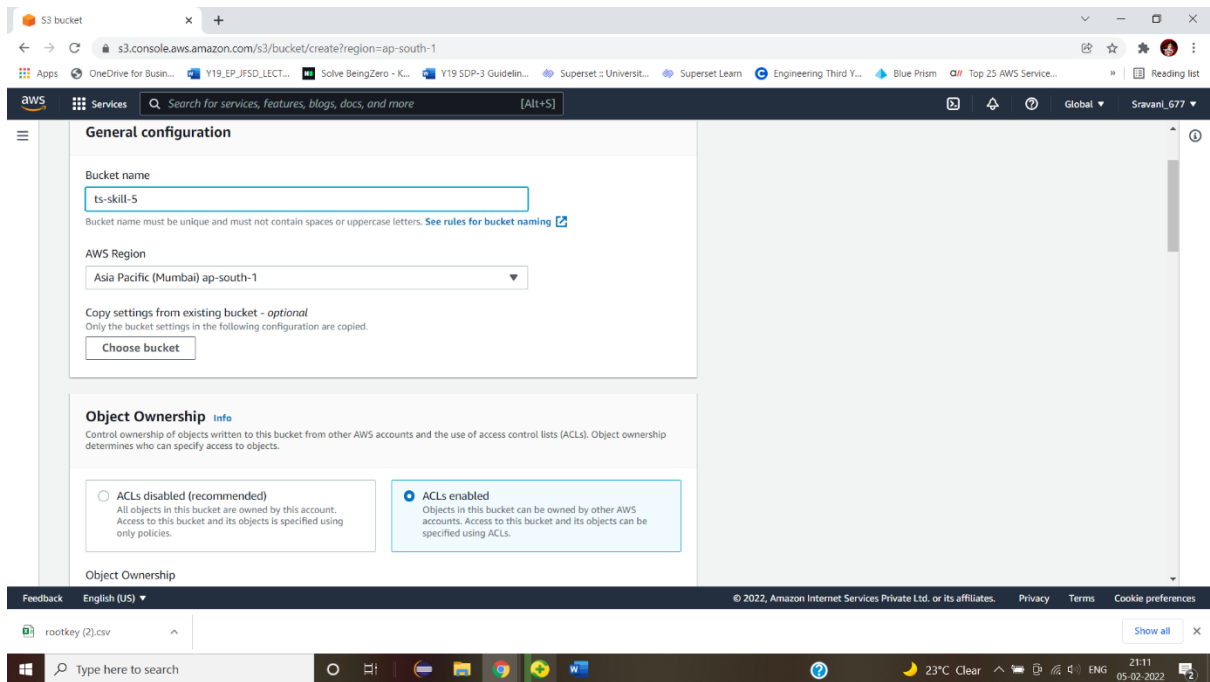 S3 bucket
s3.console.aws.amazon.com/s3/bucket/create?region=ap-south-1
Apps OneDrive for Busin... Y19_EP_JFSD_LECT... Solve BeingZero - K... Y19 SDP-3 Guidelin... Superset :: Universit... Superset Learn Engineering Third Y... Blue Prism Top 25 AWS Service... » Reading list
aws Services Search for services, features, blogs, docs, and more [Alt+S] Global ▼ Sravani_677 ▼
General configuration
Bucket name
ts-skill-5
Bucket name must be unique and must not contain spaces or uppercase letters. See rules for bucket naming
AWS Region
Asia Pacific (Mumbai) ap-south-1
Copy settings from existing bucket - optional
Only the bucket settings in the following configuration are copied.
Choose bucket
Object Ownership Info
Control ownership of objects written to this bucket from other AWS accounts and the use of access control lists (ACLs). Object ownership
determines who can specify access to objects.
ACLs disabled (recommended)
All objects in this bucket are owned by this account.
Access to this bucket and its objects is specified using
only policies.
ACLs enabled
Objects in this bucket can be owned by other AWS
accounts. Access to this bucket and its objects can be
specified using ACLs.
Object Ownership
Feedback English (US) ▼ © 2022, Amazon Internet Services Private Ltd. or its affiliates. Privacy Terms Cookie preferences
rootkey (2).csv Show all
Type here to search 23°C Clear ENG 21:11
05-02-2022 2